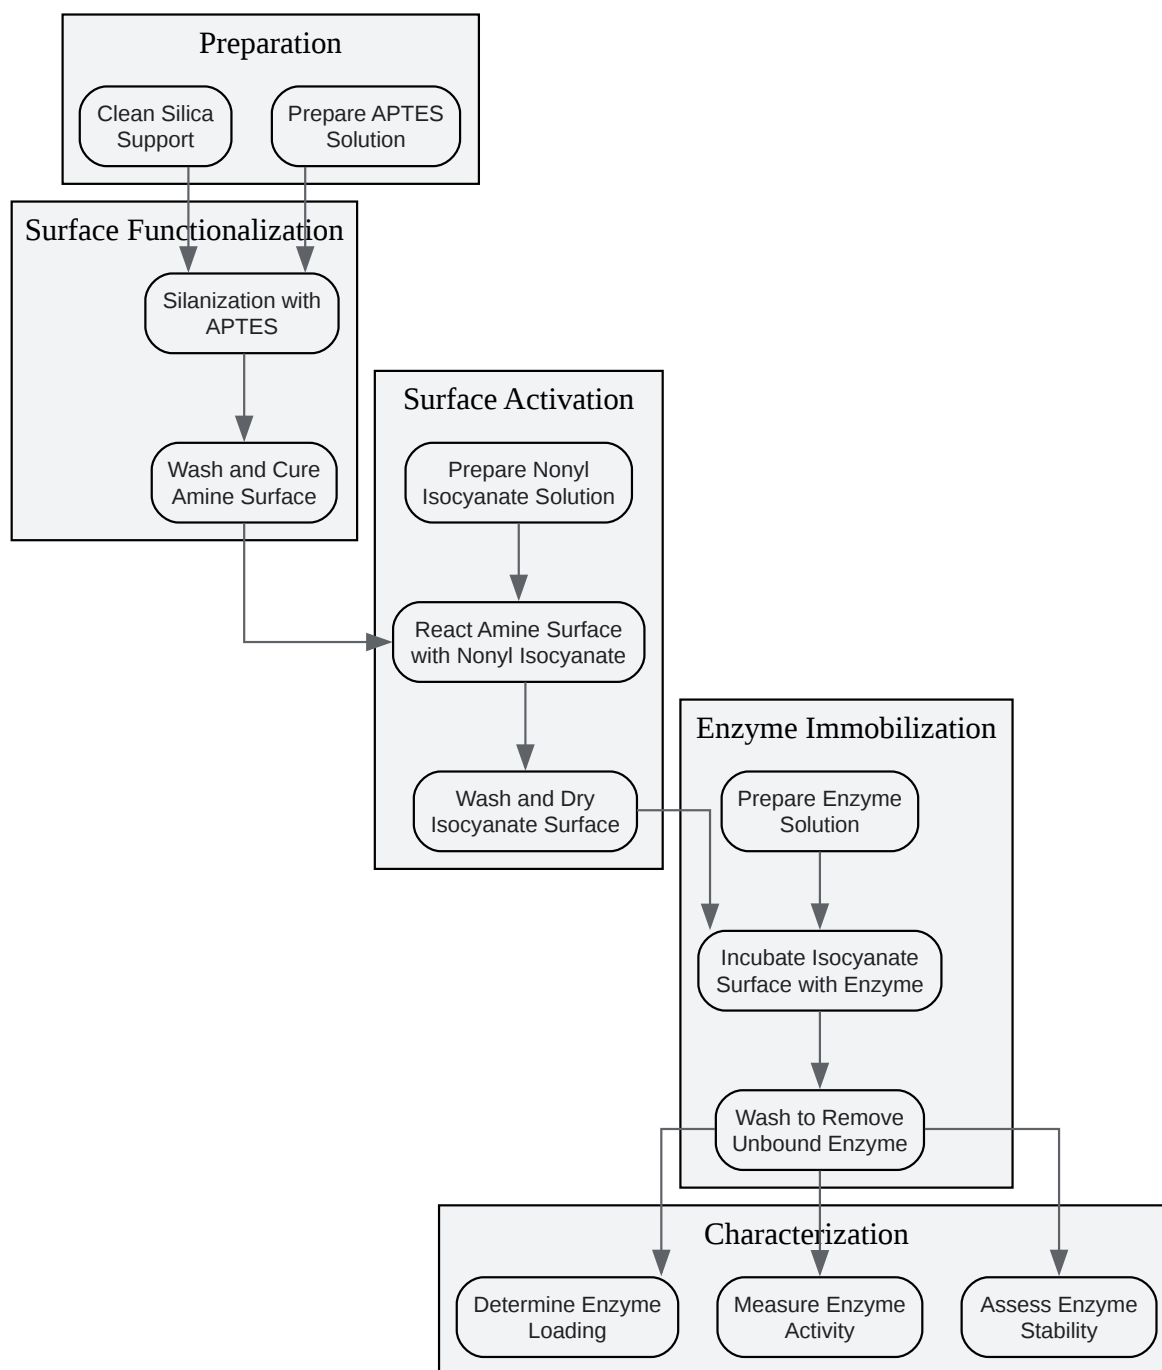 Preparation
Clean Silica
Support
Prepare APTES
Solution
Surface Functionalization
Silanization with
APTES
Wash and Cure
Amine Surface
Surface Activation
Prepare Nonyl
Isocyanate Solution
React Amine Surface
with Nonyl Isocyanate
Wash and Dry
Isocyanate Surface
Enzyme Immobilization
Prepare Enzyme
Solution
Incubate Isocyanate
Surface with Enzyme
Wash to Remove
Unbound Enzyme
Characterization
Determine Enzyme
Loading
Measure Enzyme
Activity
Assess Enzyme
Stability